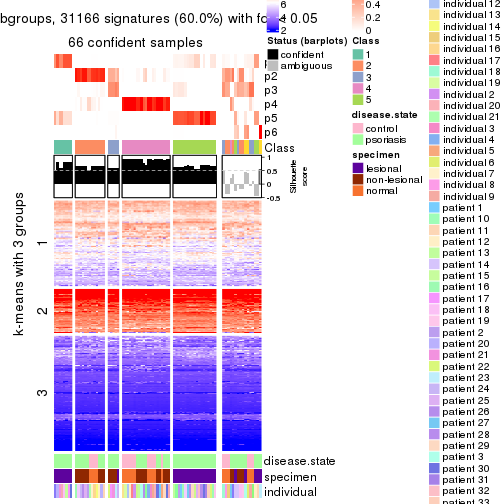 bgroups, 31166 signatures (60.0%) with fdr < 0.05
66 confident samples
p2
p3
p4
p5
p6
Class
1
0.5
0
-0.5
Silhouette
score
k-means with 3 groups
1
2
3
disease.state
specimen
individual
6
4
2
Status (barplots)
confident
ambiguous
0.4
0.2
0
Class
1
2
3
4
5
disease.state
control
psoriasis
specimen
lesional
non-lesional
normal
individual 12
individual 13
individual 14
individual 15
individual 16
individual 17
individual 18
individual 19
individual 2
individual 20
individual 21
individual 3
individual 4
individual 5
individual 6
individual 7
individual 8
individual 9
patient 1
patient 10
patient 11
patient 12
patient 13
patient 14
patient 15
patient 16
patient 17
patient 18
patient 19
patient 2
patient 20
patient 21
patient 22
patient 23
patient 24
patient 25
patient 26
patient 27
patient 28
patient 29
patient 3
patient 30
patient 31
patient 32
patient 33